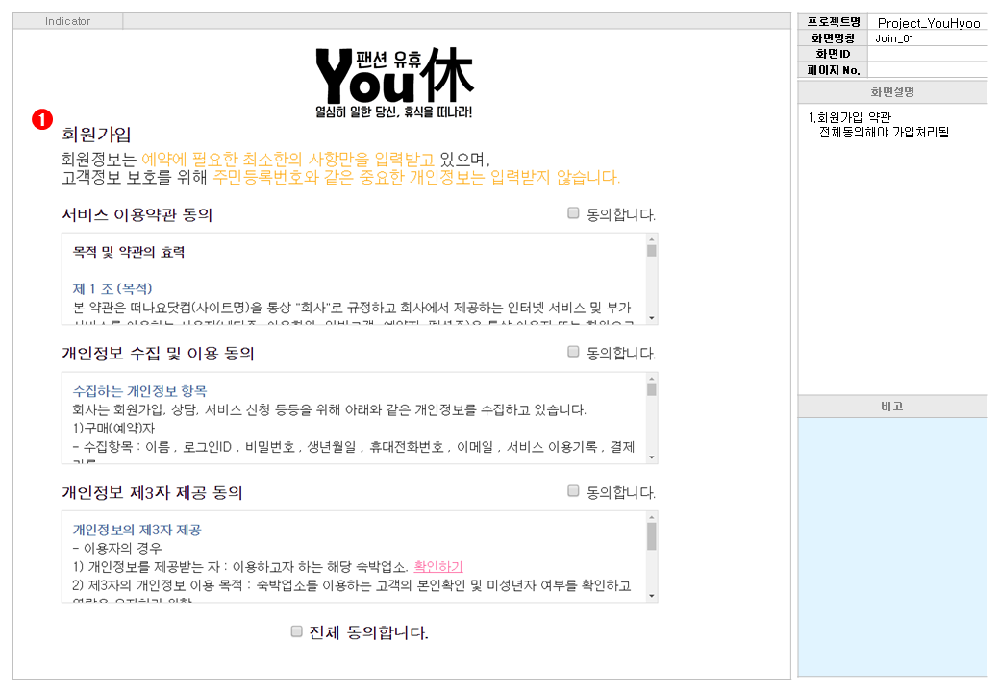 Indicator
프로젝트명 Project_YouHyoo
화면명칭 Join_01
화면ID
페이지 No.
화면설명
1.회원가입 약관
전체동의해야 가입처리됨
비고
팬션 유휴
You休
열심히 일한 당신, 휴식을 떠나라!
1
회원가입
회원정보는 예약에 필요한 최소한의 사항만을 입력받고 있으며,
고객정보 보호를 위해 주민등록번호와 같은 중요한 개인정보는 입력받지 않습니다.
서비스 이용약관 동의 동의합니다.
목적 및 약관의 효력
제 1 조 (목적)
본 약관은 떠나요닷컴(사이트명)을 통상 "회사"로 규정하고 회사에서 제공하는 인터넷 서비스 및 부가
개인정보 수집 및 이용 동의 동의합니다.
수집하는 개인정보 항목
회사는 회원가입, 상담, 서비스 신청 등등을 위해 아래와 같은 개인정보를 수집하고 있습니다.
1)구매(예약)자
- 수집항목 : 이름 , 로그인ID , 비밀번호 , 생년월일 , 휴대전화번호 , 이메일 , 서비스 이용기록 , 결제
개인정보 제3자 제공 동의 동의합니다.
개인정보의 제3자 제공
- 이용자의 경우
1) 개인정보를 제공받는 자 : 이용하고자 하는 해당 숙박업소. 확인하기
2) 제3자의 개인정보 이용 목적 : 숙박업소를 이용하는 고객의 본인확인 및 미성년자 여부를 확인하고
전체 동의합니다.